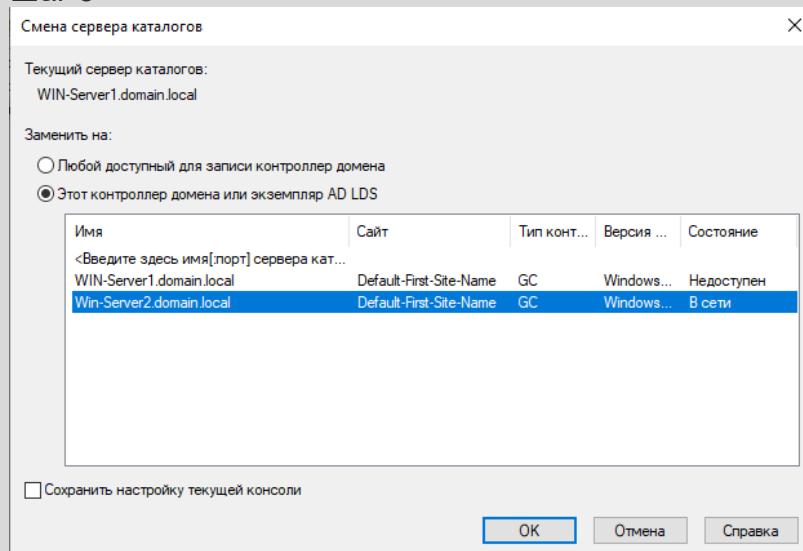 Смена сервера каталогов
Текущий сервер каталогов:
WIN-Server1.domain.local
Заменить на:
Любой доступный для записи контроллер домена
Этот контроллер домена или экземпляр AD LDS
Имя Сайт Тип конт... Версия ... Состояние
<Введите здесь имя[:порт] сервера кат...
WIN-Server1.domain.local Default-First-Site-Name GC Windows... Недоступен
Win-Server2.domain.local Default-First-Site-Name GC Windows... В сети
Сохранить настройку текущей консоли
OK Отмена Справка